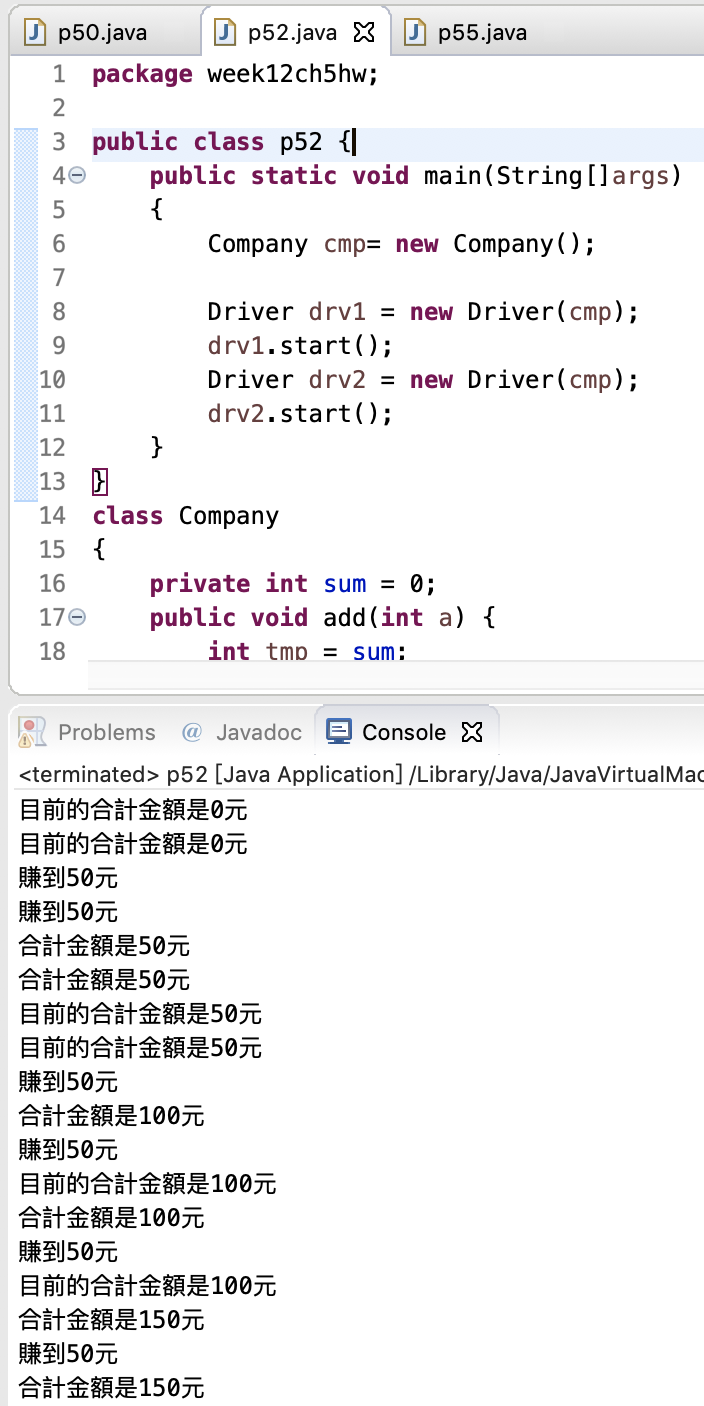 p50.java p52.java p55.java
1 package week12ch5hw;
2
3 public class p52 {
4 public static void main(String[]args)
5 {
6 Company cmp= new Company();
7
8 Driver drv1 = new Driver(cmp);
9 drv1.start();
10 Driver drv2 = new Driver(cmp);
11 drv2.start();
12 }
13 }
14 class Company
15 {
16 private int sum = 0;
17 public void add(int a) {
18 int tmp = sum;
Problems @ Javadoc Console
<terminated> p52 [Java Application] /Library/Java/JavaVirtualMac
目前的合計金額是0元
目前的合計金額是0元
賺到50元
賺到50元
合計金額是50元
合計金額是50元
目前的合計金額是50元
目前的合計金額是50元
賺到50元
合計金額是100元
賺到50元
目前的合計金額是100元
合計金額是100元
賺到50元
目前的合計金額是100元
合計金額是150元
賺到50元
合計金額是150元